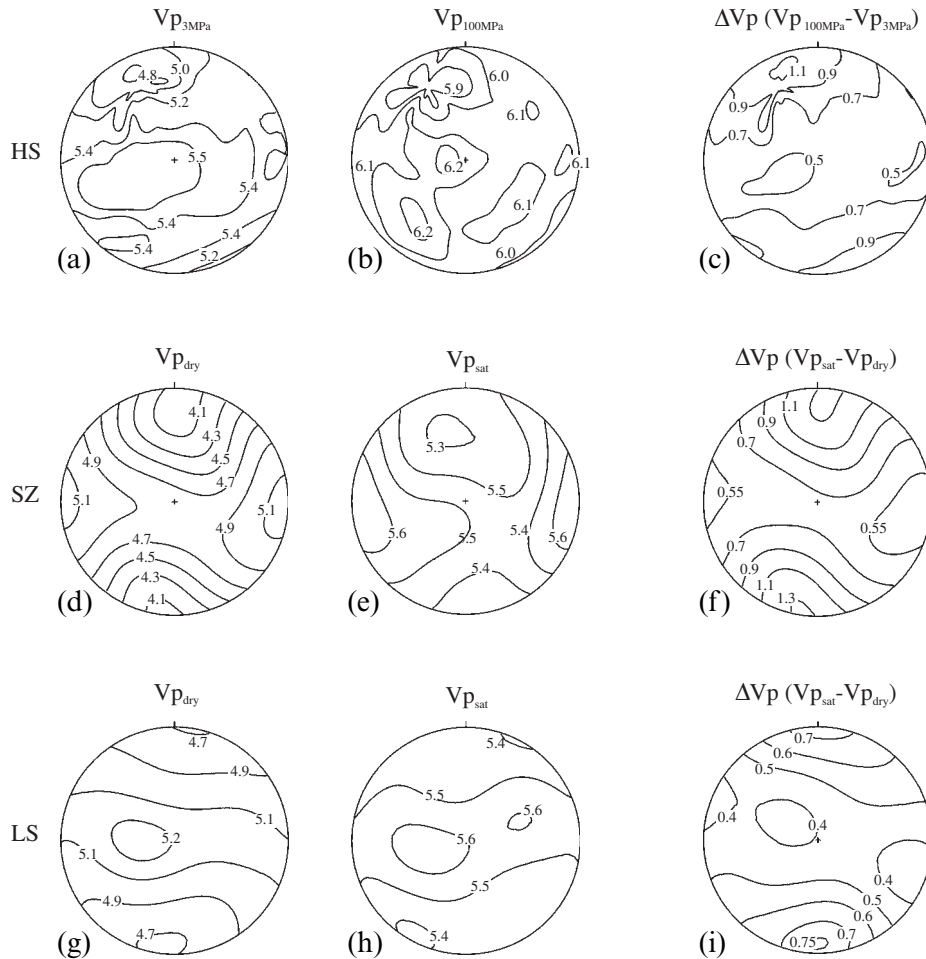 Vp3MPa Vp100MPa ΔVp (Vp100MPa-Vp3MPa)
HS
4.8 5.0 5.2 5.4 5.5 5.4 5.4 5.4 5.4 5.2
(a)
6.0 5.9 6.1 6.1 6.2 6.1 6.1 6.2 6.0
(b)
1.1 0.9 0.9 0.7 0.7 0.5 0.5 0.7 0.9
(c)
Vpdry Vpsat ΔVp (Vpsat-Vpdry)
SZ
4.1 4.3 4.5 4.7 4.9 5.1 5.1 4.9 4.7 4.5 4.3 4.1
(d)
5.3 5.5 5.6 5.5 5.4 5.6 5.4
(e)
1.1 0.9 0.7 0.55 0.55 0.7 0.9 1.1 1.3
(f)
Vpdry Vpsat ΔVp (Vpsat-Vpdry)
LS
4.7 4.9 5.1 5.2 5.1 4.9 4.7
(g)
5.4 5.5 5.6 5.6 5.5 5.4
(h)
0.7 0.6 0.5 0.4 0.4 0.4 0.5 0.6 0.7 0.75
(i)